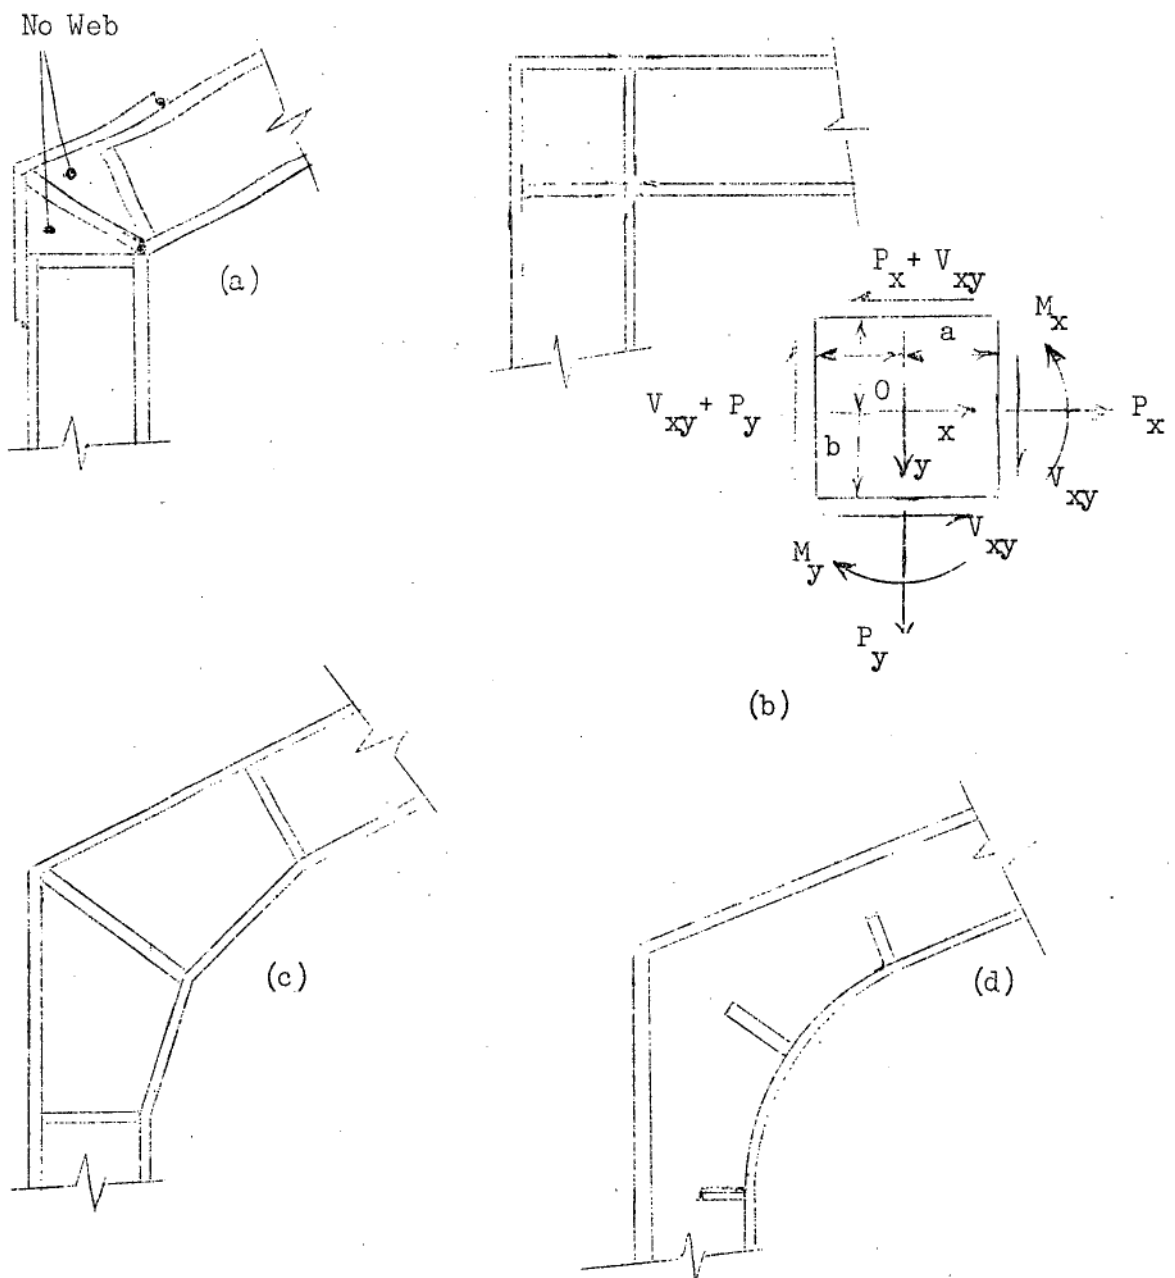 No Web
(a)
P_x + V_xy
M_x
a
O
V_xy + P_y
P_x
x
b
y
V_xy
V_xy
M_y
P_y
(b)
(c)
(d)